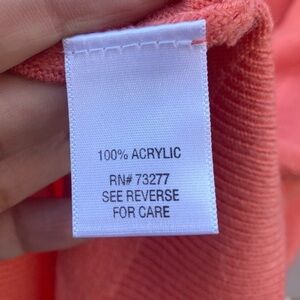 100% ACRYLIC
RN# 73277
SEE REVERSE
FOR CARE